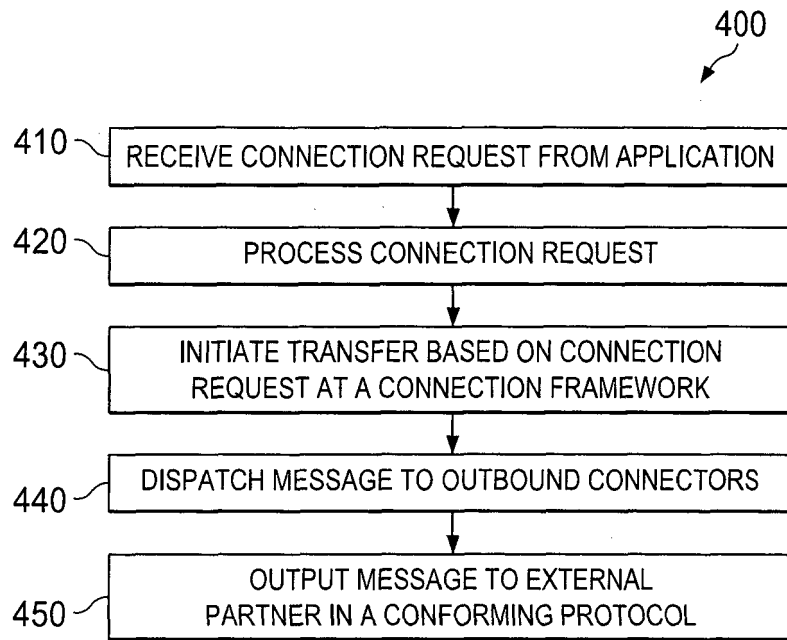 400
410
RECEIVE CONNECTION REQUEST FROM APPLICATION
420
PROCESS CONNECTION REQUEST
430
INITIATE TRANSFER BASED ON CONNECTION
REQUEST AT A CONNECTION FRAMEWORK
440
DISPATCH MESSAGE TO OUTBOUND CONNECTORS
450
OUTPUT MESSAGE TO EXTERNAL
PARTNER IN A CONFORMING PROTOCOL